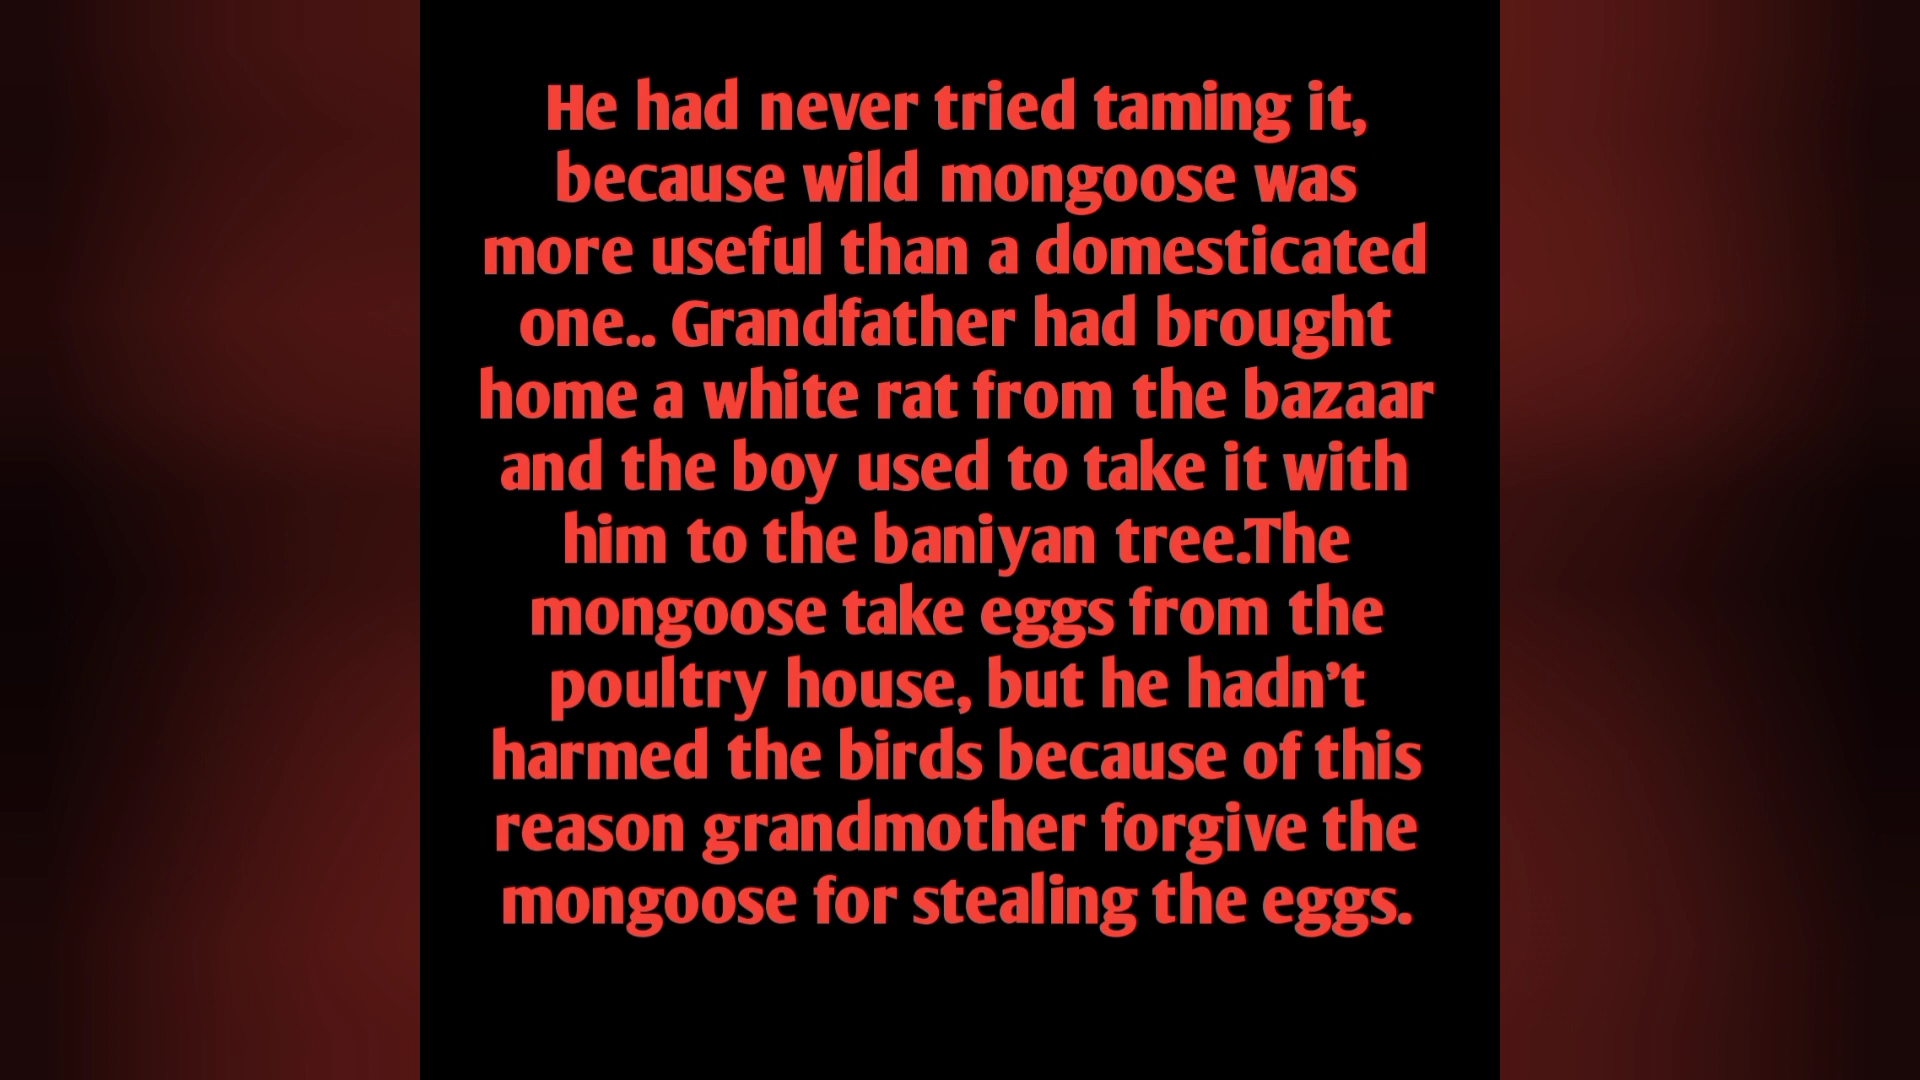 He had never tried taming it,
because wild mongoose was
more useful than a domesticated
one.. Grandfather had brought
home a white rat from the bazaar
and the boy used to take it with
him to the baniyan tree.The
mongoose take eggs from the
poultry house, but he hadn't
harmed the birds because of this
reason grandmother forgive the
mongoose for stealing the eggs.